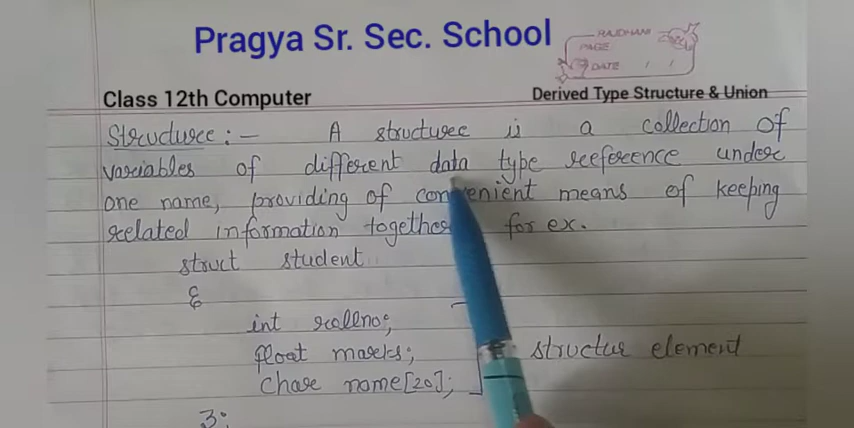 Pragya Sr. Sec. School
RAJDHANI
PAGE
DATE / /
Class 12th Computer
Derived Type Structure & Union
Structure :- A structure is a collection of
variables of different data type reference under
one name, providing of convenient means of keeping
related information together for ex.
struct student
{
int rollno;
float marks;
structur element
char name[20];
};